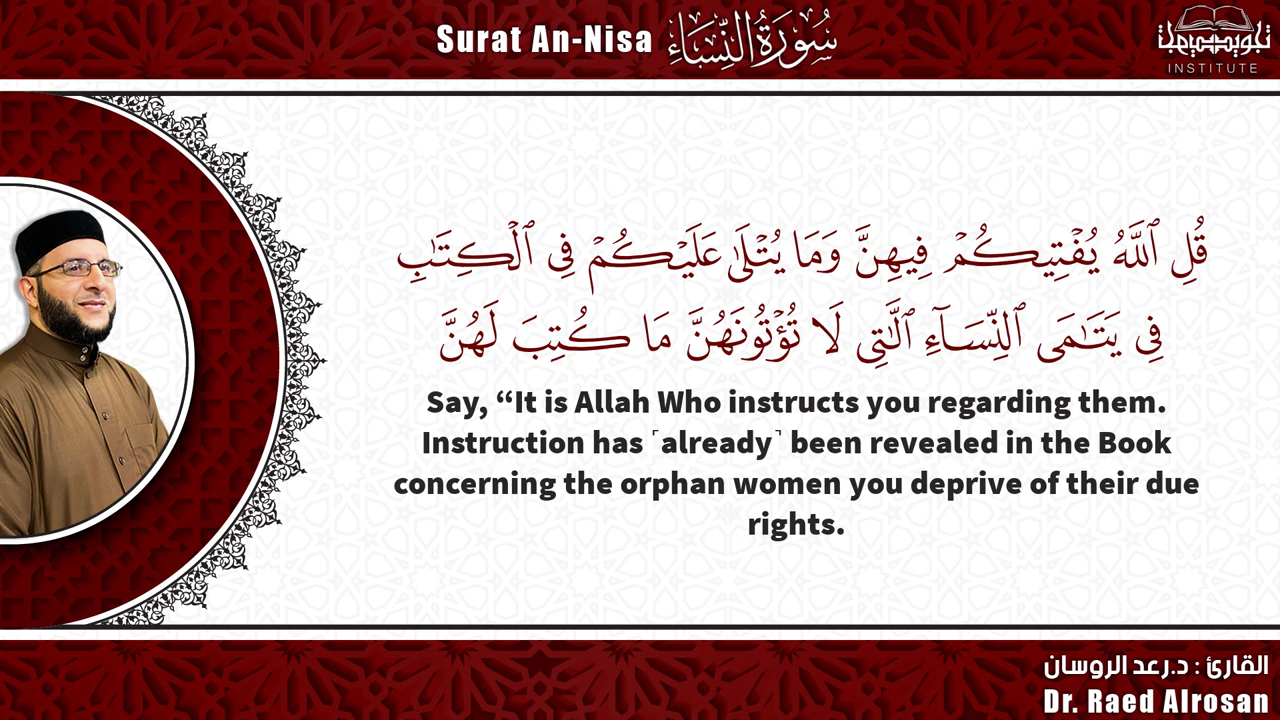 Surat An-Nisa سُورَةُ النِّسَاءِ
INSTITUTE
قُلِ ٱللَّهُ يُفْتِيكُمْ فِيهِنَّ وَمَا يُتْلَىٰ عَلَيْكُمْ فِي ٱلْكِتَـٰبِ
فِي يَتَـٰمَى ٱلنِّسَآءِ ٱلَّـٰتِي لَا تُؤْتُونَهُنَّ مَا كُتِبَ لَهُنَّ
Say, “It is Allah Who instructs you regarding them.
Instruction has ˹already˺ been revealed in the Book
concerning the orphan women you deprive of their due
rights.
القارئ : د.رعد الروسان
Dr. Raed Alrosan